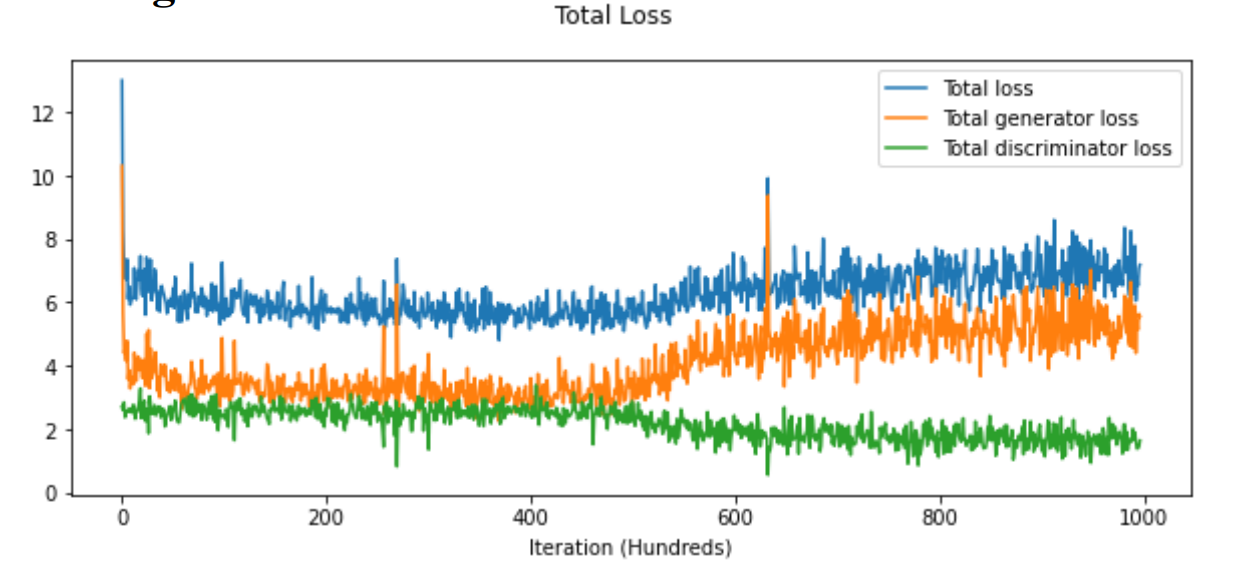 Total Loss
Total loss
Total generator loss
Total discriminator loss
12
10
8
6
4
2
0
0 200 400 600 800 1000
Iteration (Hundreds)